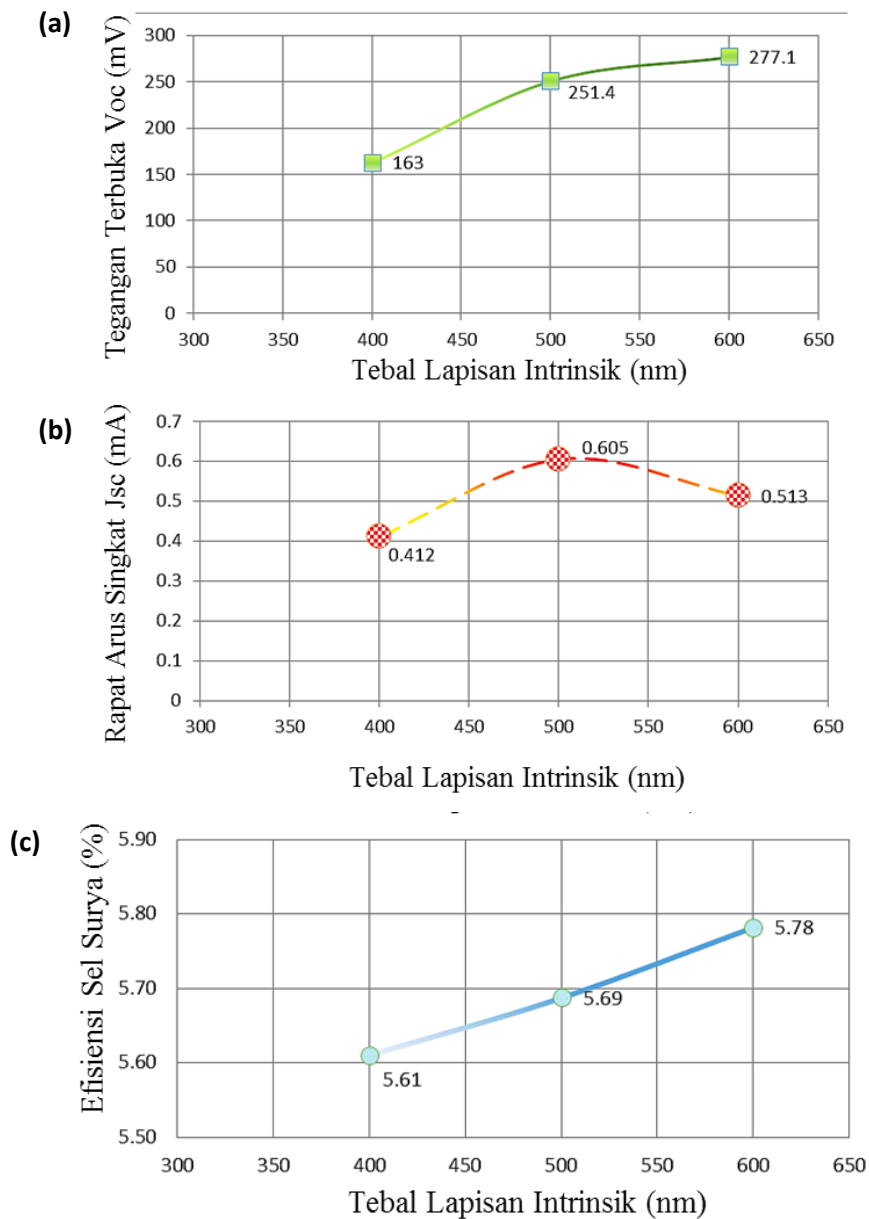 (a)
Tegangan Terbuka Voc (mV)
300
250
200
150
100
50
0
163
251.4
277.1
300 350 400 450 500 550 600 650
Tebal Lapisan Intrinsik (nm)
(b)
Rapat Arus Singkat Jsc (mA)
0.7
0.6
0.5
0.4
0.3
0.2
0.1
0
0.412
0.605
0.513
300 350 400 450 500 550 600 650
Tebal Lapisan Intrinsik (nm)
(c)
Efisiensi Sel Surya (%)
5.90
5.80
5.70
5.60
5.50
5.61
5.69
5.78
300 350 400 450 500 550 600 650
Tebal Lapisan Intrinsik (nm)